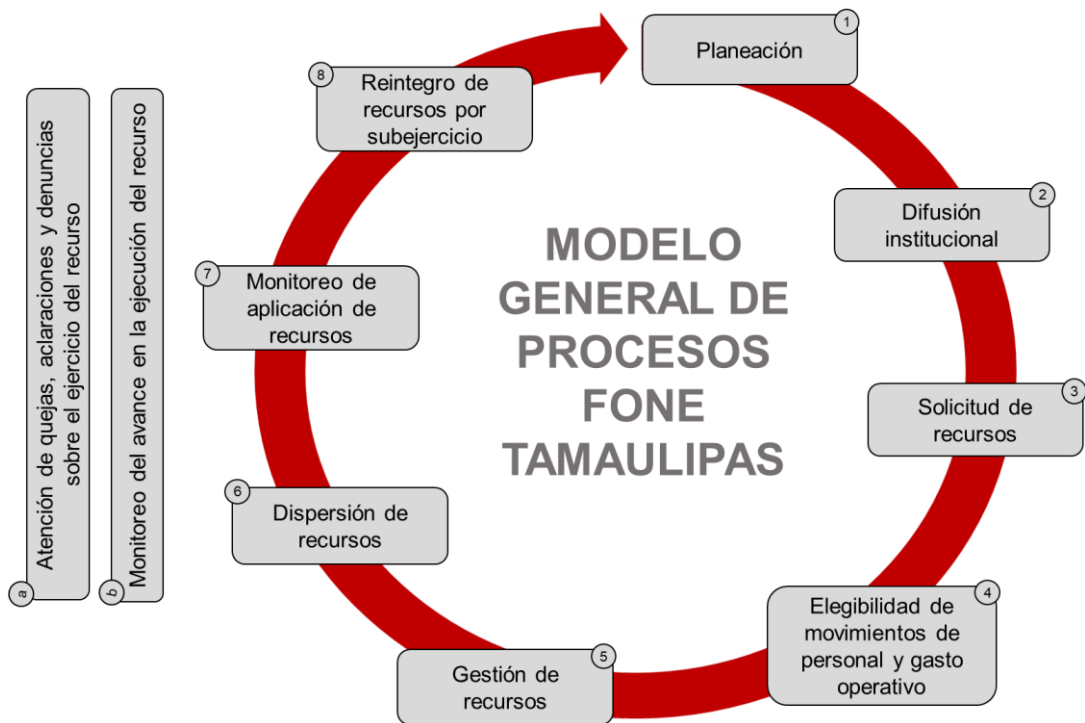 1
Planeación
2
Difusión
institucional
3
Solicitud de
recursos
4
Elegibilidad de
movimientos de
personal y gasto
operativo
5
Gestión de
recursos
6
Dispersión de
recursos
7
Monitoreo de
aplicación de
recursos
8
Reintegro de
recursos por
subejercicio
MODELO
GENERAL DE
PROCESOS
FONE
TAMAULIPAS
a
Atención de quejas, aclaraciones y denuncias
sobre el ejercicio del recurso
b
Monitoreo del avance en la ejecución del recurso